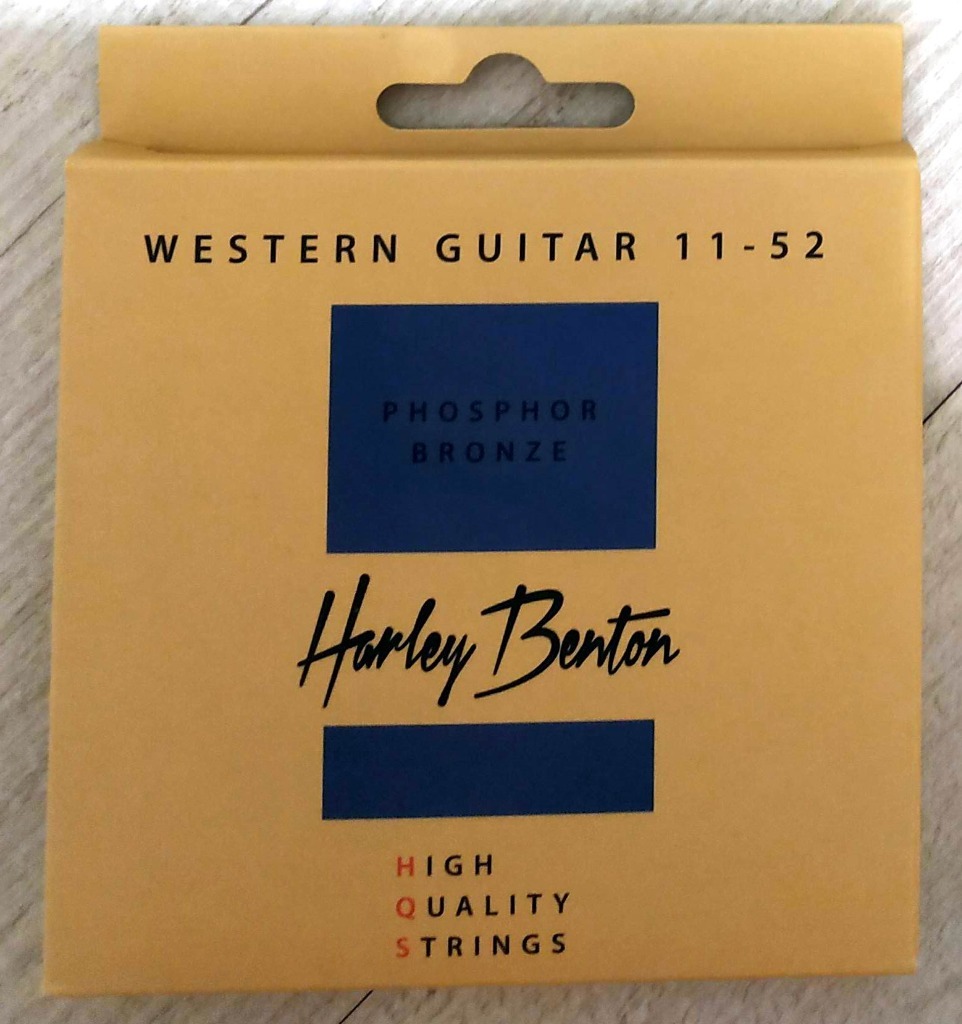 WESTERN GUITAR 11-52
PHOSPHOR
BRONZE
Harley Benton
HIGH
QUALITY
STRINGS